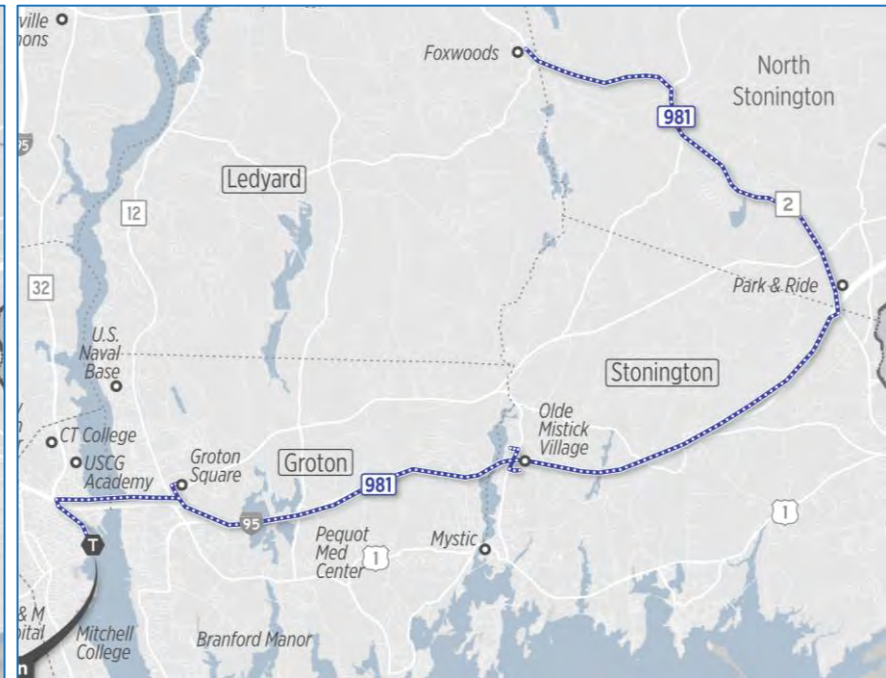 ville
mons
Foxwoods
North
Stonington
981
Ledyard
12
2
32
Park & Ride
U.S.
Naval
Base
Stonington
Olde
Mistick
Village
CT College
USCG
Academy
Groton
Square
Groton
981
95
Pequot
Med
Center
1
Mystic
1
T
& M
pital
Mitchell
College
Branford Manor
n